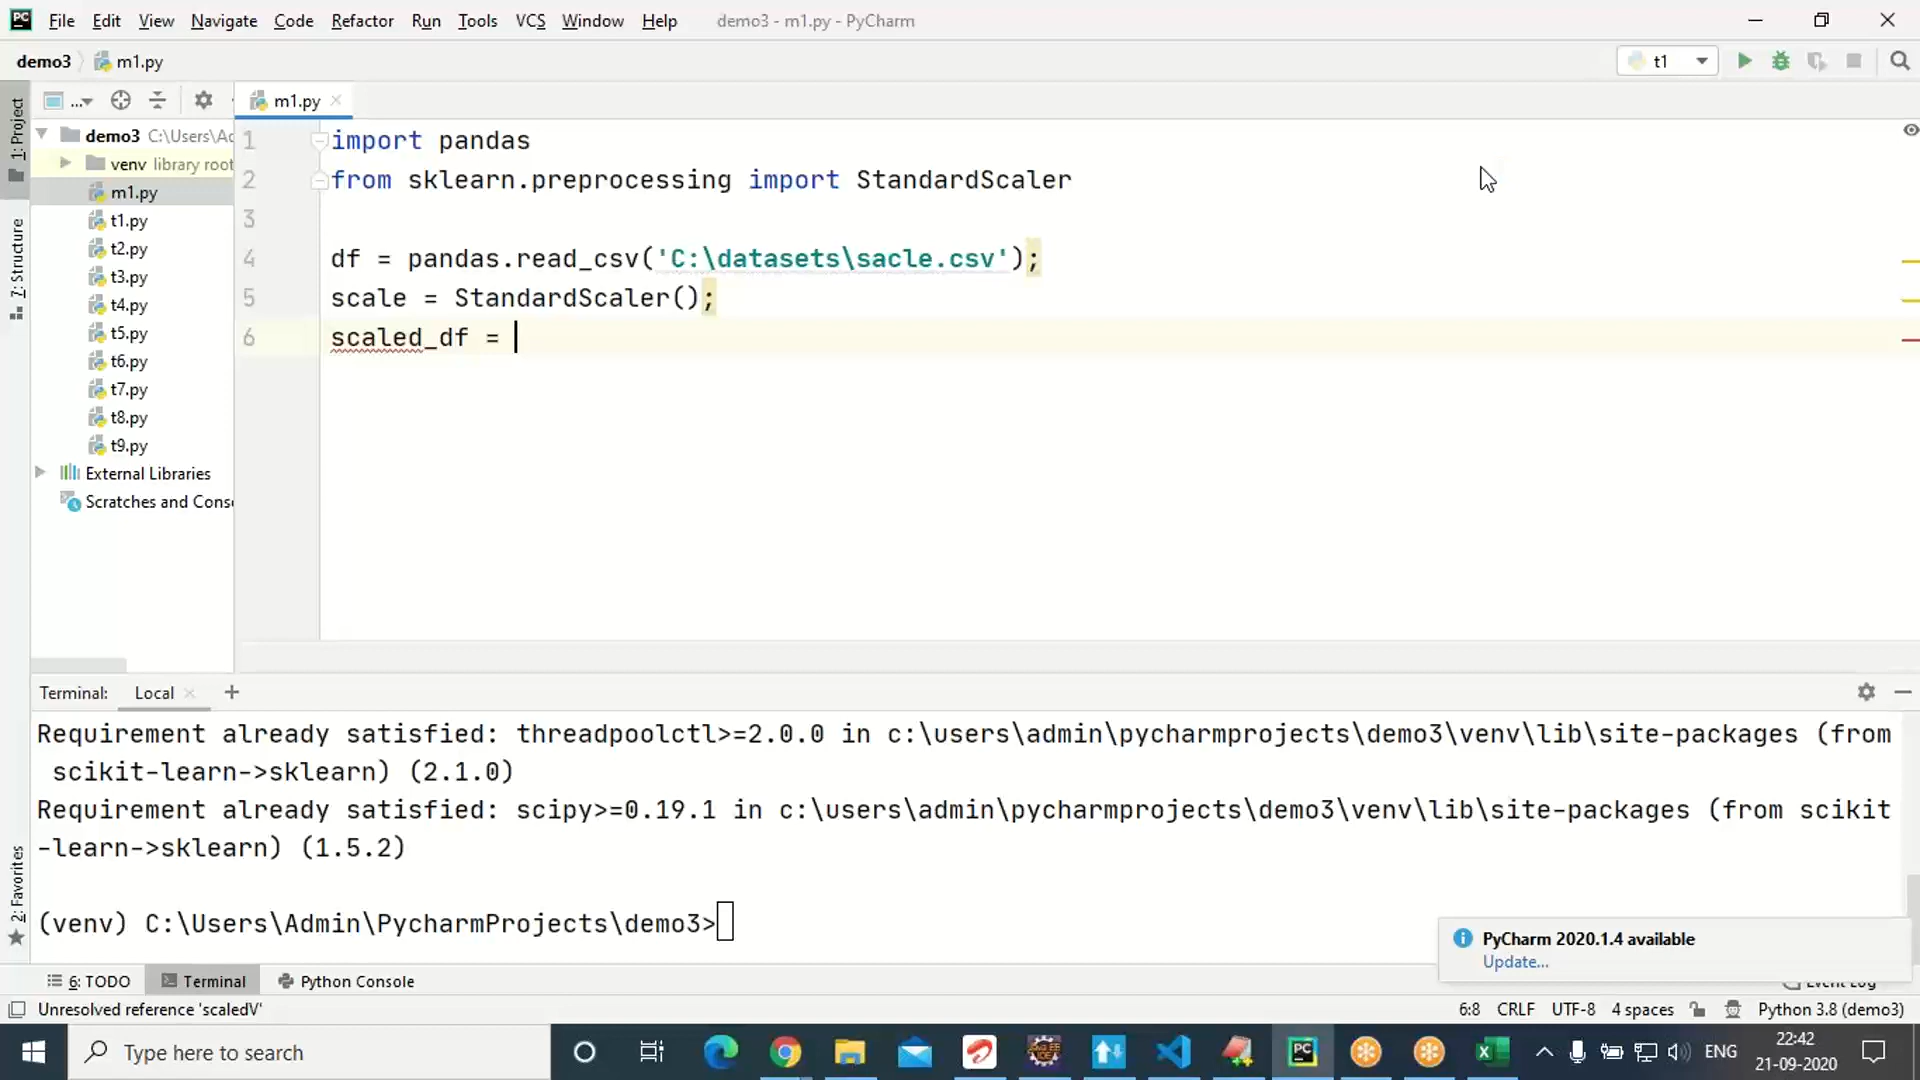 PC File Edit View Navigate Code Refactor Run Tools VCS Window Help demo3 - m1.py - PyCharm
demo3 m1.py t1
1: Project
7: Structure
2: Favorites
... m1.py
demo3 C:\Users\Ad
venv library root
m1.py
t1.py
t2.py
t3.py
t4.py
t5.py
t6.py
t7.py
t8.py
t9.py
External Libraries
Scratches and Conso
1 import pandas
2 from sklearn.preprocessing import StandardScaler
3
4 df = pandas.read_csv('C:\datasets\sacle.csv');
5 scale = StandardScaler();
6 scaled_df =
Terminal: Local +
Requirement already satisfied: threadpoolctl>=2.0.0 in c:\users\admin\pycharmprojects\demo3\venv\lib\site-packages (from
scikit-learn->sklearn) (2.1.0)
Requirement already satisfied: scipy>=0.19.1 in c:\users\admin\pycharmprojects\demo3\venv\lib\site-packages (from scikit
-learn->sklearn) (1.5.2)
(venv) C:\Users\Admin\PycharmProjects\demo3>
PyCharm 2020.1.4 available
Update...
6: TODO Terminal Python Console Event Log
Unresolved reference 'scaledV' 6:8 CRLF UTF-8 4 spaces Python 3.8 (demo3)
Type here to search PC ENG 22:42
21-09-2020